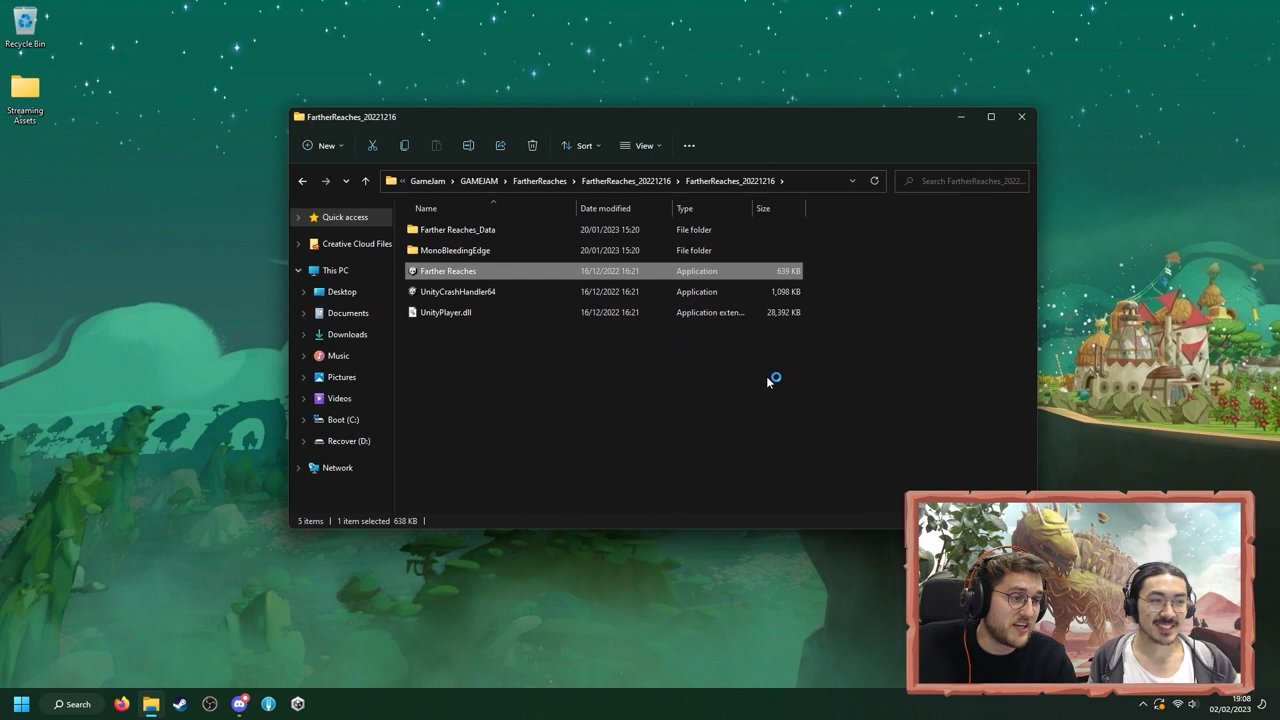 Recycle Bin
Streaming
Assets
FartherReaches_20221216
New
Sort
View
« GameJam > GAMEJAM > FartherReaches > FartherReaches_20221216 > FartherReaches_20221216 >
Search FartherReaches_2022...
Name Date modified Type Size
Quick access
Creative Cloud Files
This PC
Desktop
Documents
Downloads
Music
Pictures
Videos
Boot (C:)
Recover (D:)
Network
Farther Reaches_Data 20/01/2023 15:20 File folder
MonoBleedingEdge 20/01/2023 15:20 File folder
Farther Reaches 16/12/2022 16:21 Application 639 KB
UnityCrashHandler64 16/12/2022 16:21 Application 1,098 KB
UnityPlayer.dll 16/12/2022 16:21 Application exten... 28,392 KB
5 items | 1 item selected 638 KB |
Search
19:08
02/02/2023